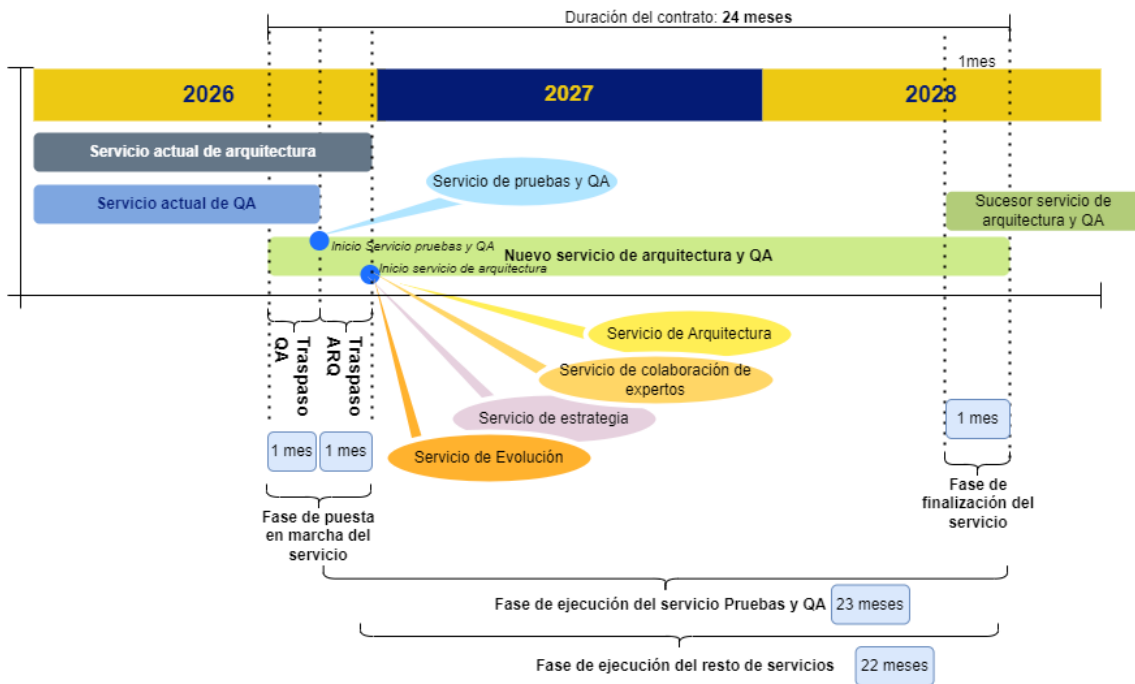 Duración del contrato: 24 meses
1mes
2026
2027
2028
Servicio actual de arquitectura
Servicio de pruebas y QA
Servicio actual de QA
Sucesor servicio de
arquitectura y QA
Inicio Servicio pruebas y QA
Nuevo servicio de arquitectura y QA
Inicio servicio de arquitectura
Traspaso
QA
Traspaso
ARQ
Servicio de Arquitectura
Servicio de colaboración de
expertos
Servicio de estrategia
Servicio de Evolución
1 mes
1 mes
1 mes
Fase de puesta
en marcha del
servicio
Fase de
finalización del
servicio
Fase de ejecución del servicio Pruebas y QA
23 meses
Fase de ejecución del resto de servicios
22 meses